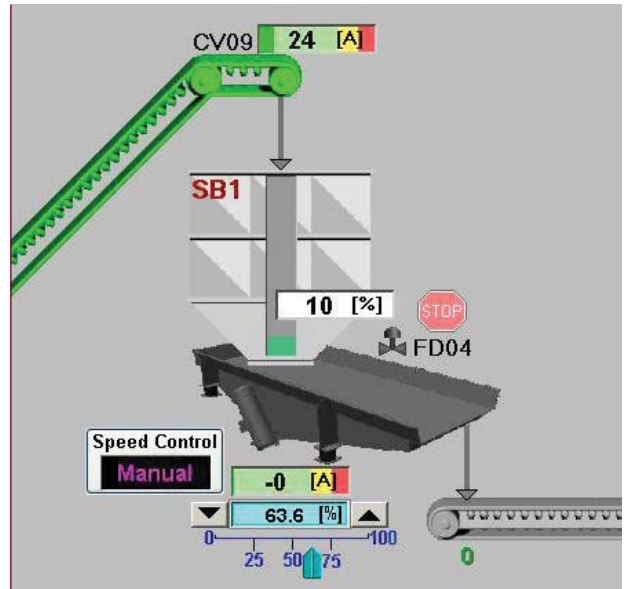 CV09 24 [A]
SB1
10 [%]
STOP
FD04
Speed Control
Manual
-0 [A]
63.6 [%]
0 25 50 75 100
0